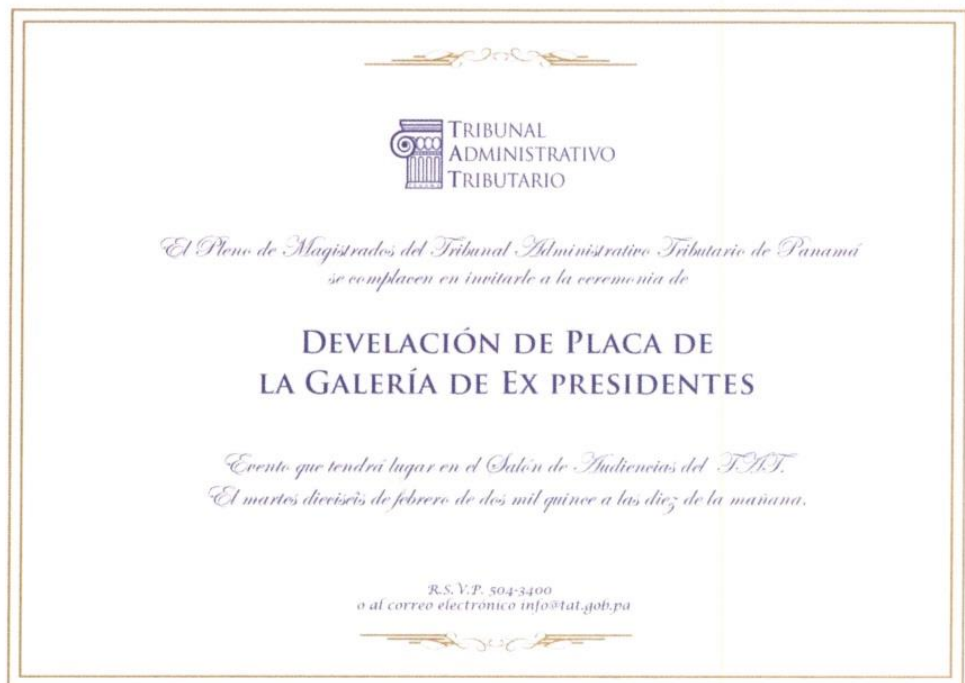 TRIBUNAL
ADMINISTRATIVO
TRIBUTARIO
El Pleno de Magistrados del Tribunal Administrativo Tributario de Panamá
se complacen en invitarle a la ceremonia de
DEVELACIÓN DE PLACA DE
LA GALERÍA DE EX PRESIDENTES
Evento que tendrá lugar en el Salón de Audiencias del T.A.T.
El martes dieciseis de febrero de dos mil quince a las diez de la mañana.
R.S.V.P. 504-3400
o al correo electrónico info@tat.gob.pa